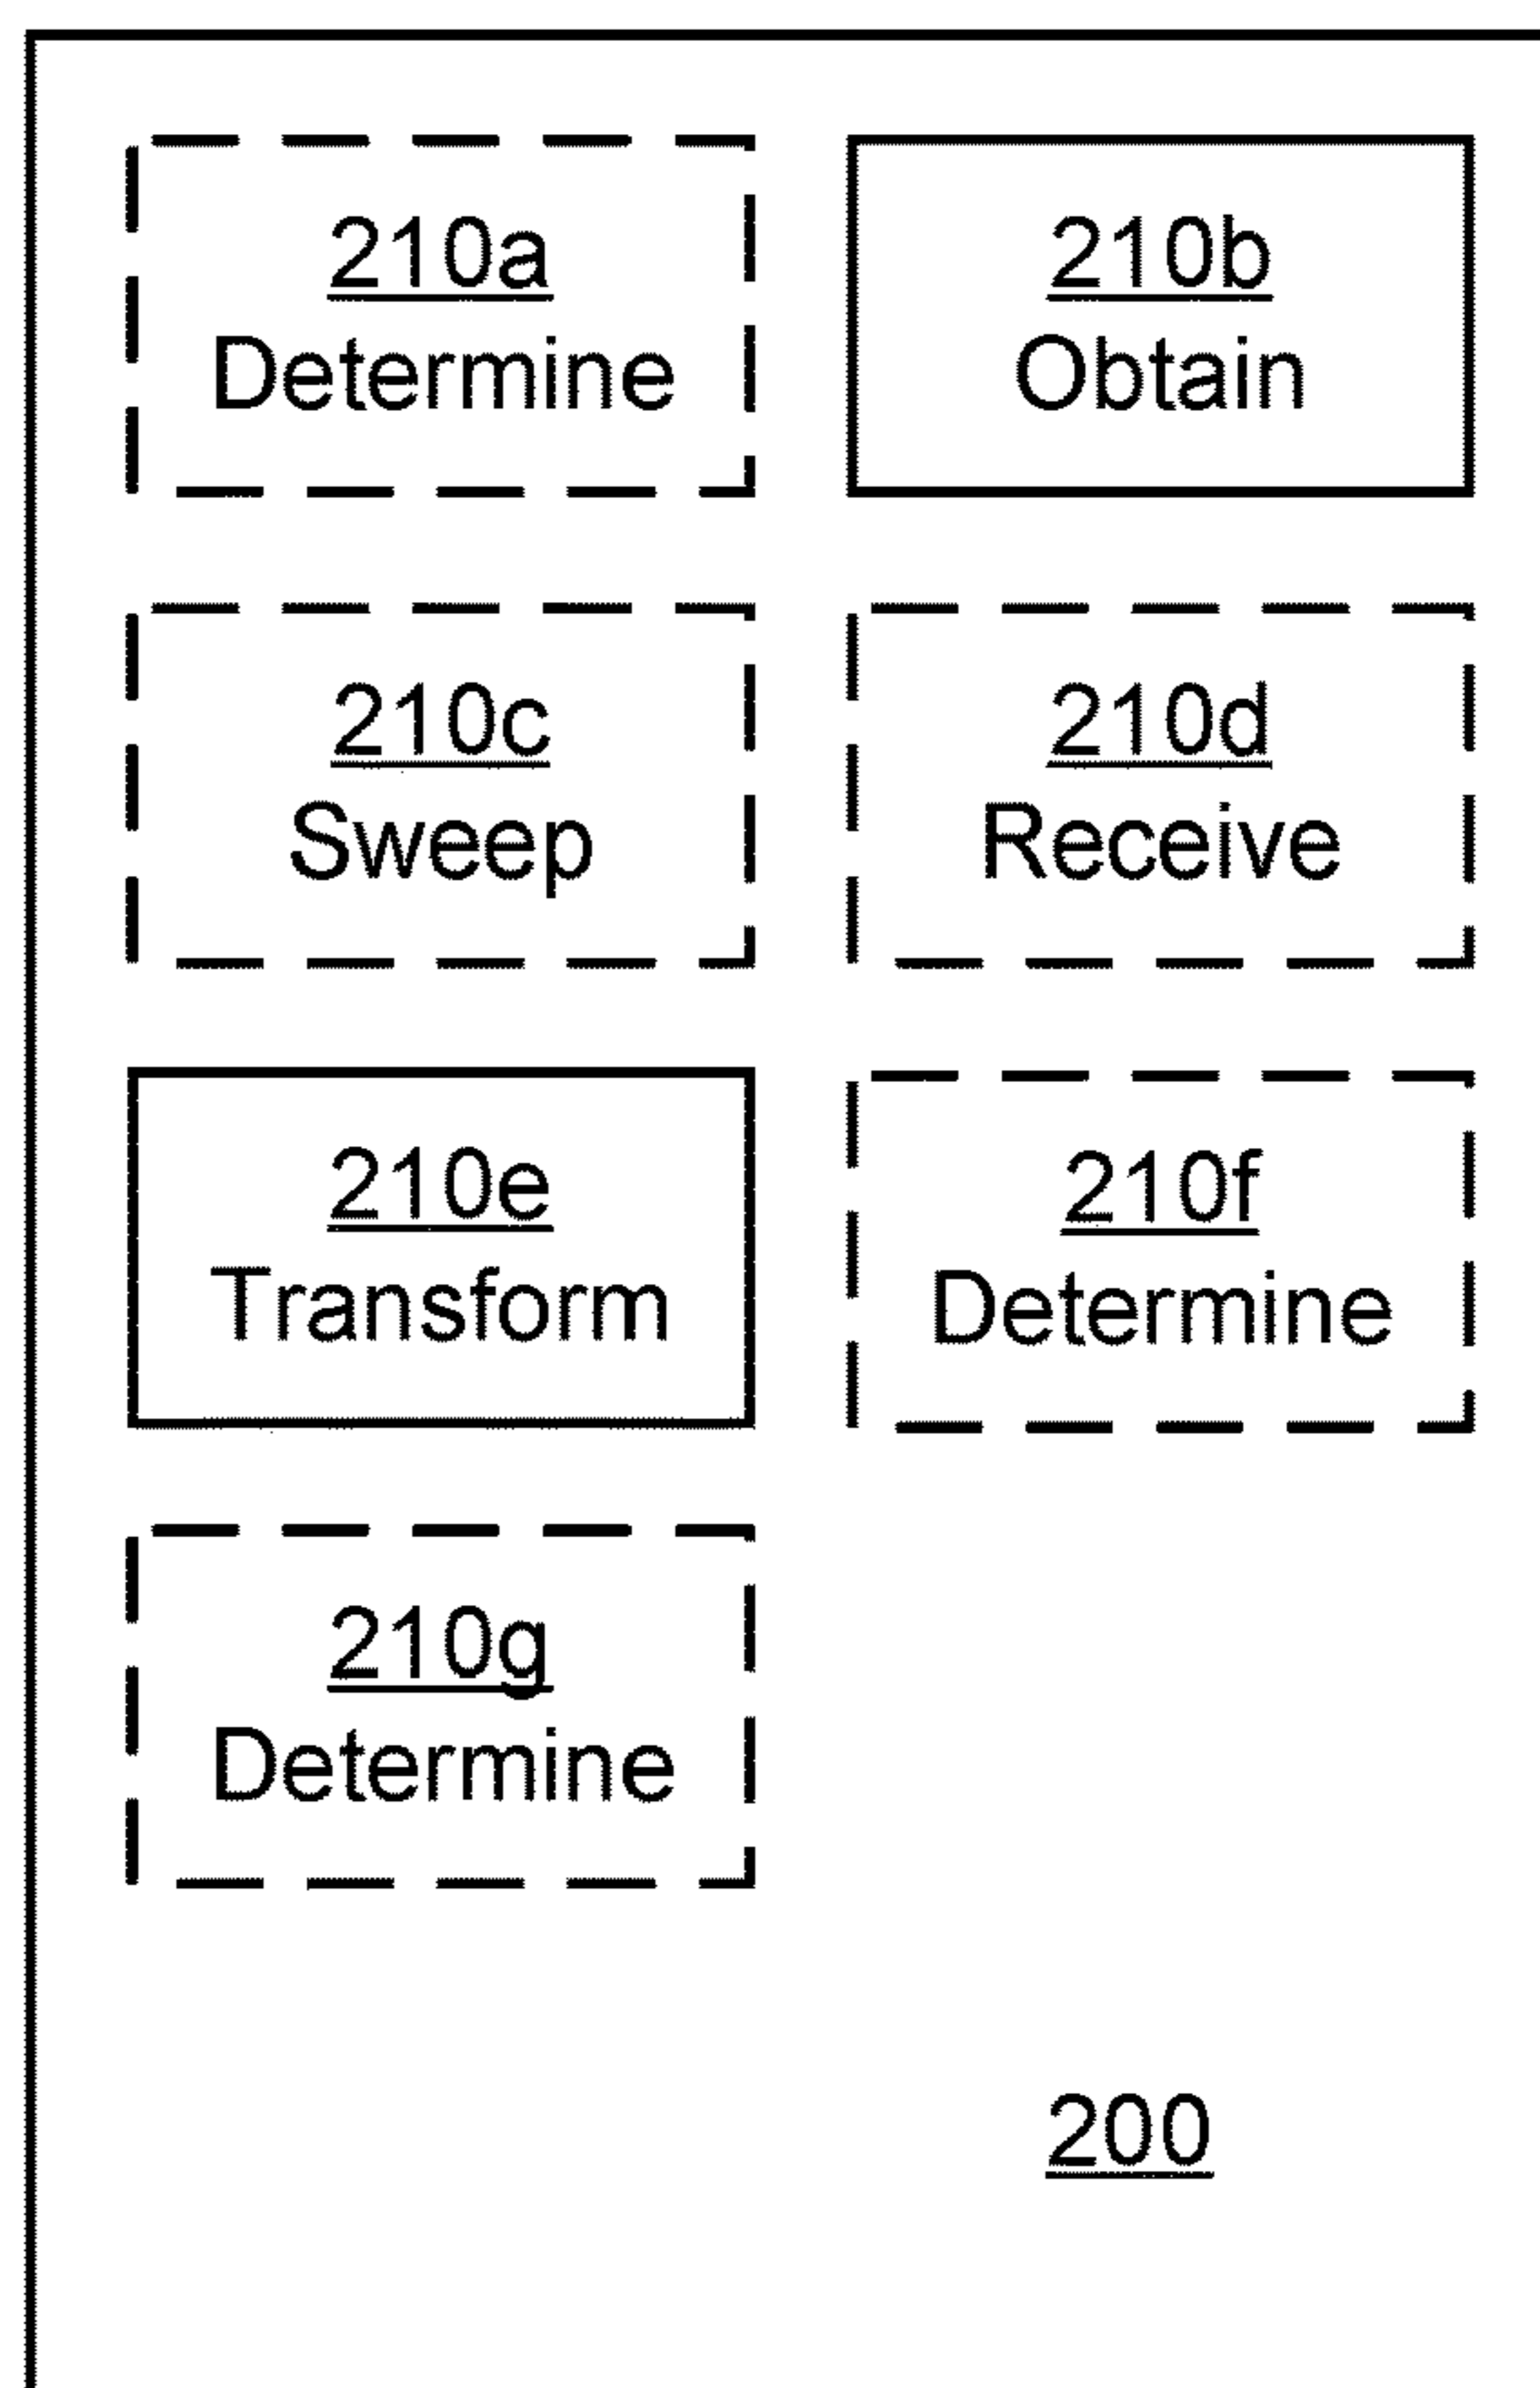 210a
Determine
210b
Obtain
210c
Sweep
210d
Receive
210e
Transform
210f
Determine
210g
Determine
200